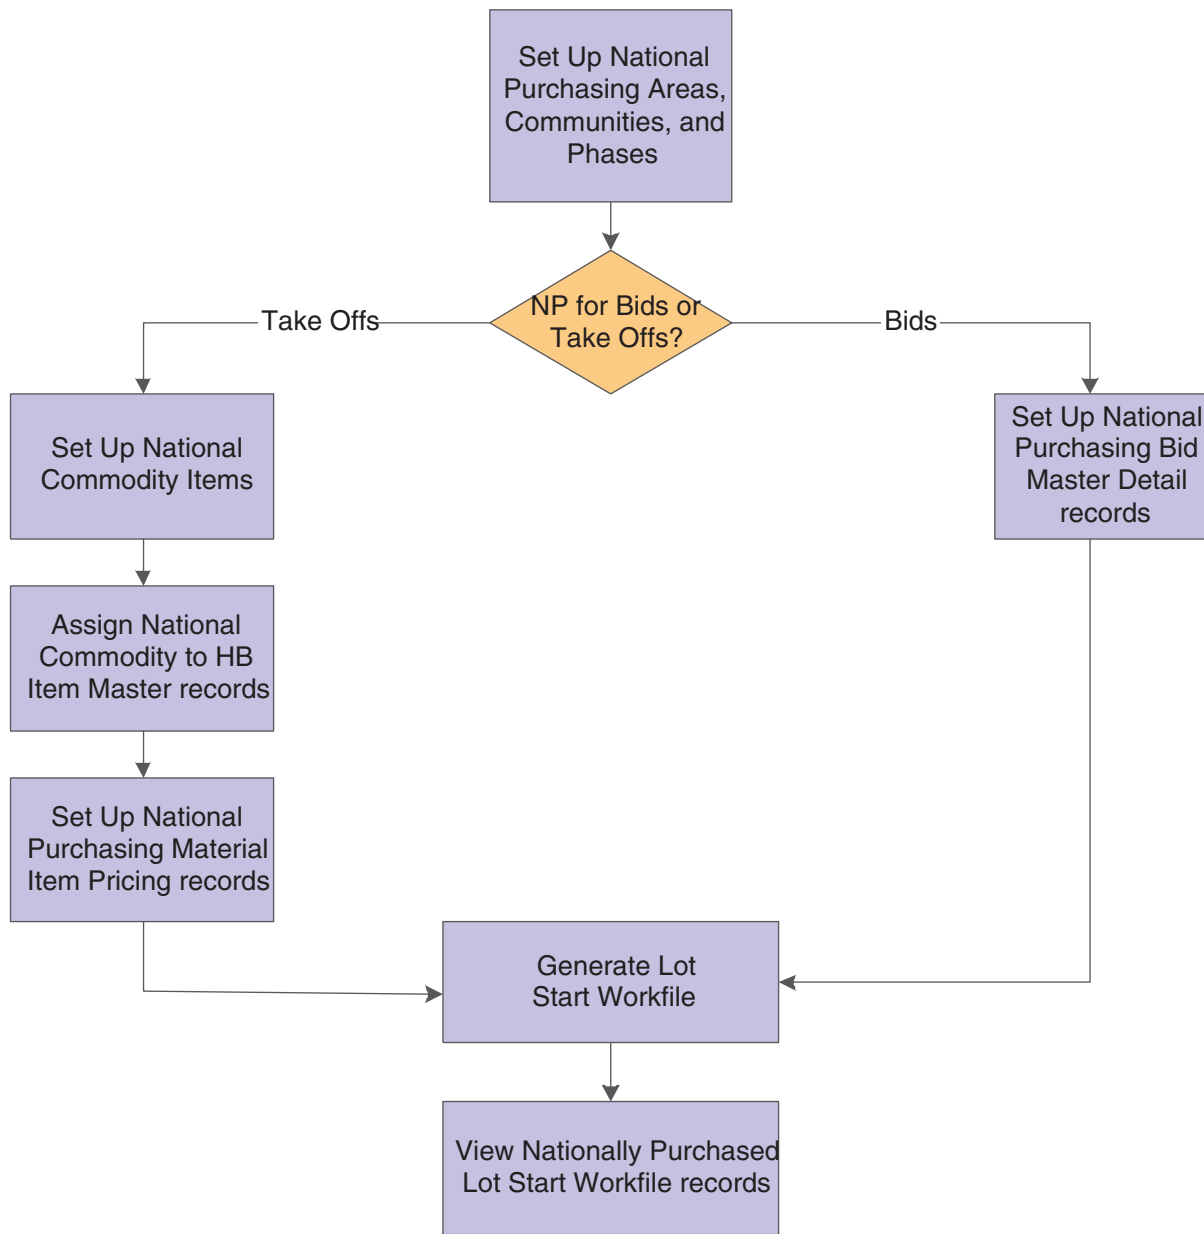 Set Up National
Purchasing Areas,
Communities, and
Phases
NP for Bids or
Take Offs?
Take Offs
Bids
Set Up National
Commodity Items
Set Up National
Purchasing Bid
Master Detail
records
Assign National
Commodity to HB
Item Master records
Set Up National
Purchasing Material
Item Pricing records
Generate Lot
Start Workfile
View Nationally Purchased
Lot Start Workfile records